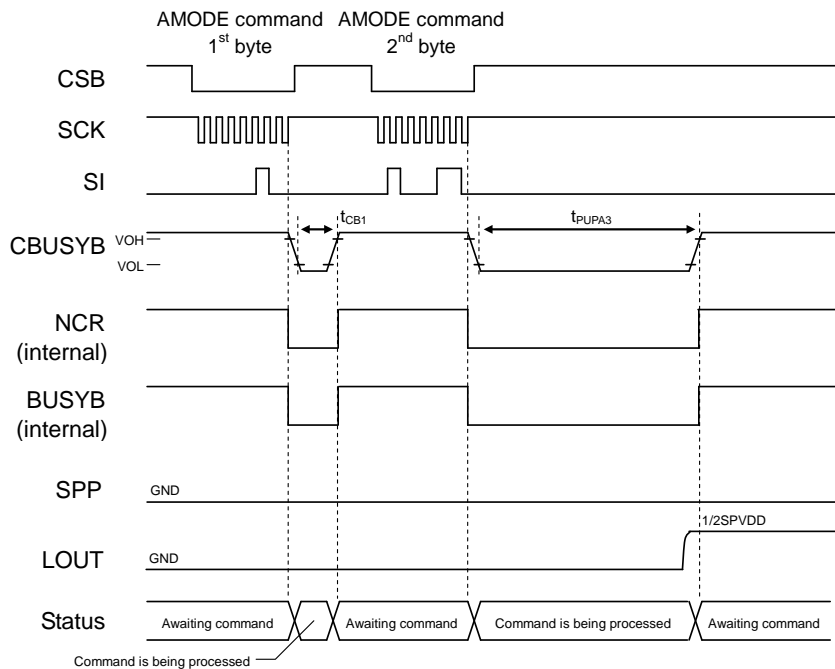 AMODE command
1st byte
AMODE command
2nd byte
CSB
SCK
SI
tCB1
tPUPA3
CBUSYB
VOH
VOL
NCR
(internal)
BUSYB
(internal)
SPP
GND
1/2SPVDD
LOUT
GND
Status
Awaiting command
Awaiting command
Command is being processed
Awaiting command
Command is being processed